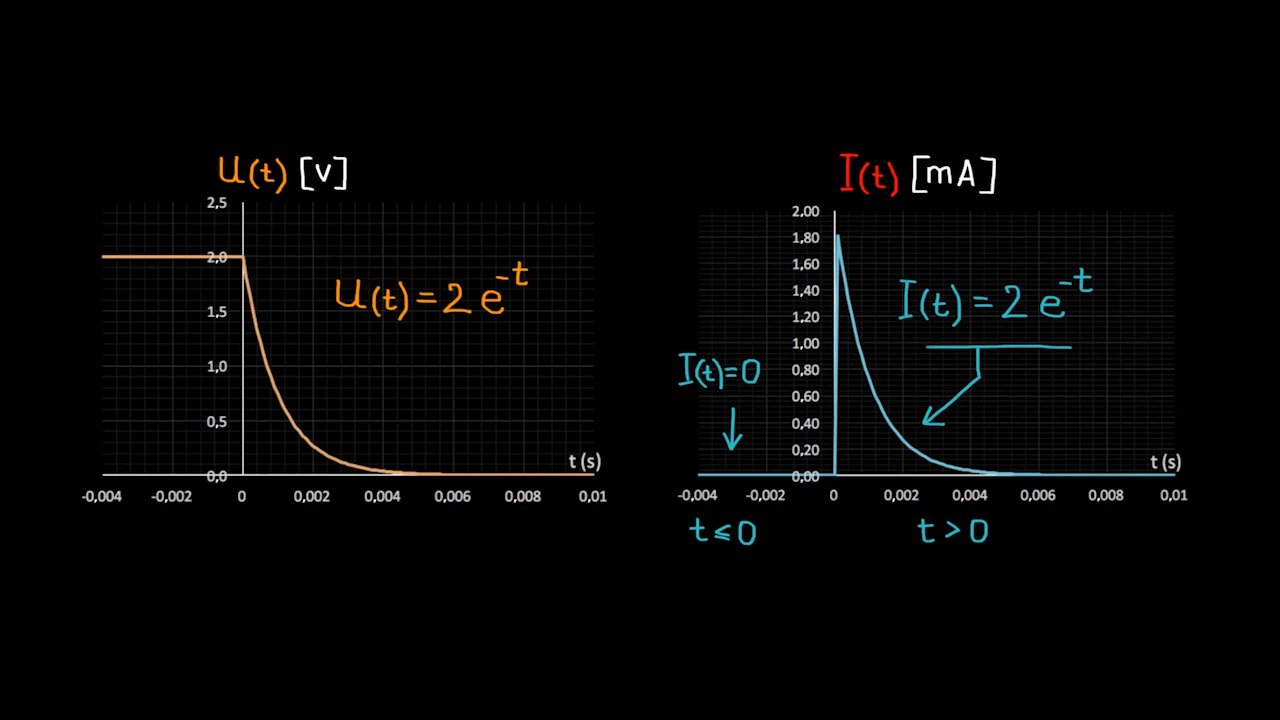 U(t) [V]
2,5
2,0
1,5
1,0
0,5
0,0
U(t) = 2 e^-t
t (s)
-0,004 -0,002 0 0,002 0,004 0,006 0,008 0,01
I(t) [mA]
2.00
1.80
1,60
1,40
1,20
1,00
0,80
0,60
0,40
0,20
0,00
I(t) = 2 e^-t
I(t)=0
t (s)
-0,004 -0,002 0 0,002 0,004 0,006 0,008 0,01
t ≤ 0
t > 0